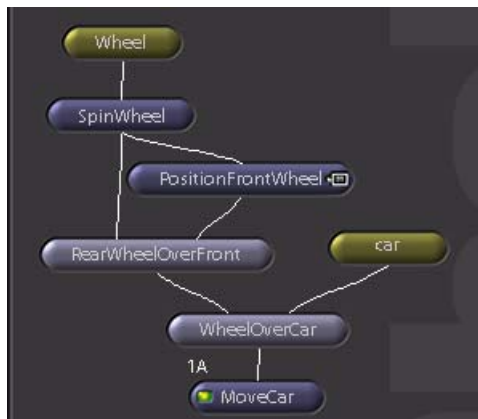 Wheel
SpinWheel
PositionFrontWheel
RearWheelOverFront
car
WheelOverCar
1A
MoveCar